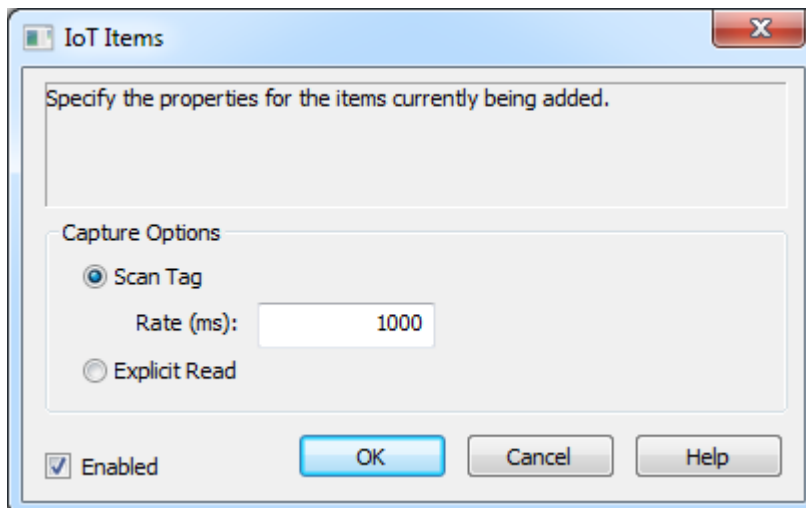 IoT Items
Specify the properties for the items currently being added.
Capture Options
Scan Tag
Rate (ms): 1000
Explicit Read
Enabled OK Cancel Help